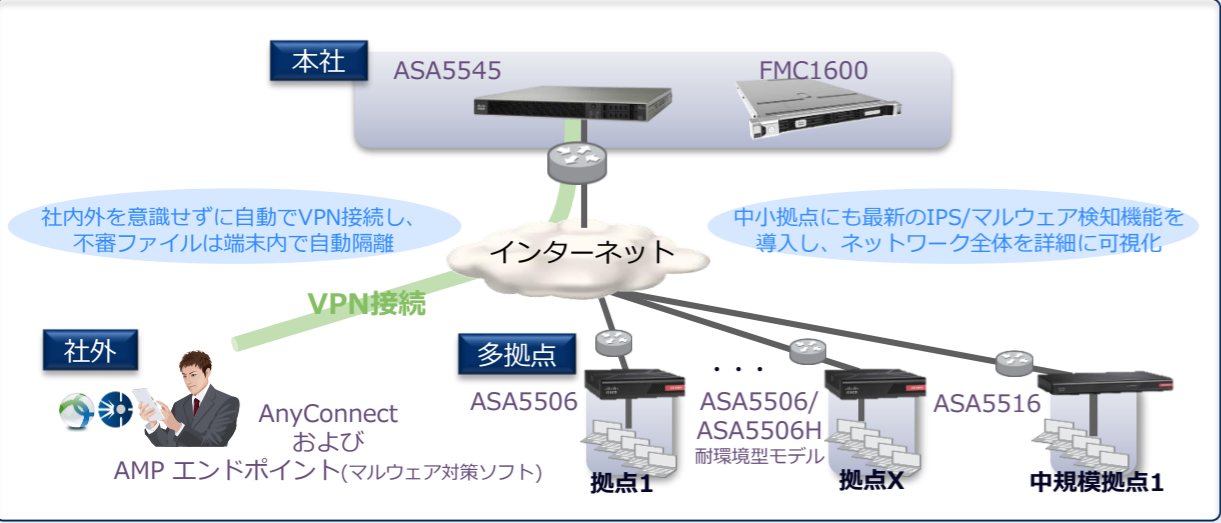 本社
ASA5545
FMC1600
社内外を意識せずに自動でVPN接続し、
不審ファイルは端末内で自動隔離
中小拠点にも最新のIPS/マルウェア検知機能を
導入し、ネットワーク全体を詳細に可視化
インターネット
VPN接続
社外
多拠点
・・・
ASA5506
ASA5506/
ASA5506H
耐環境型モデル
ASA5516
AnyConnect
および
AMP エンドポイント(マルウェア対策ソフト)
拠点1
拠点X
中規模拠点1